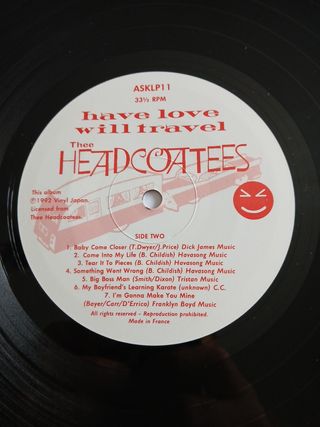 ASKLP11
33⅓ RPM
have love
will travel
Thee
HEADCOATEES
This album
Ⓟ1992 Vinyl Japan.
Licensed from
Thee Headcoatees.
SIDE TWO
1. Baby Come Closer (T.Dwyer/J.Price) Dick James Music
2. Come Into My Life (B. Childish) Havasong Music
3. Tear It To Pieces (B. Childish) Havasong Music
4. Something Went Wrong (B. Childish) Havasong Music
5. Big Boss Man (Smith/Dixon) Tristan Music
6. My Boyfriend's Learning Karate (unknown) C.C.
7. I'm Gonna Make You Mine
(Bayer/Carr/D'Errico) Franklyn Boyd Music
All rights reserved – Reproduction prohibited.
Made in France